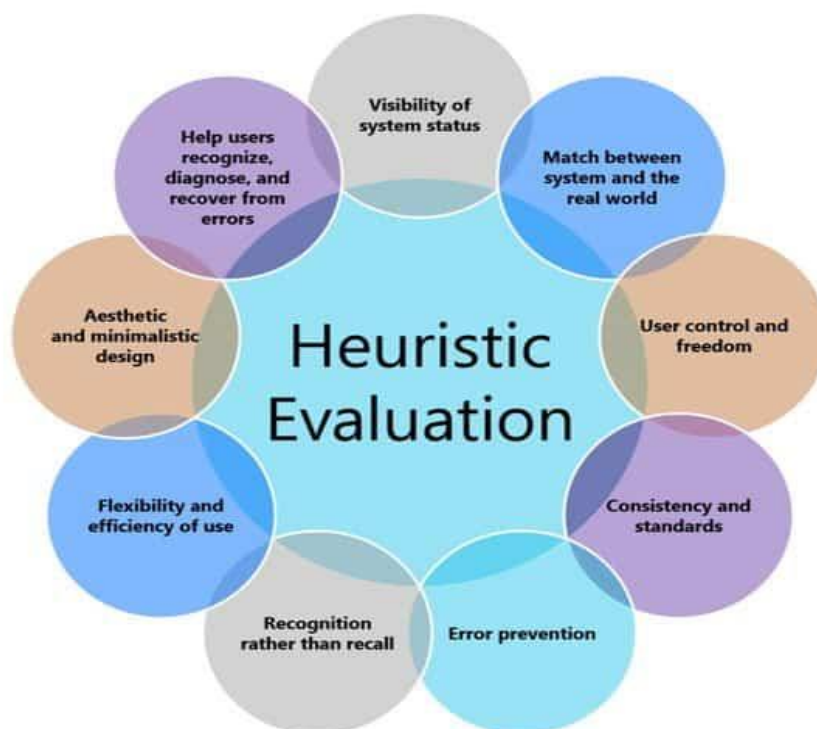 Heuristic
Evaluation
Visibility of
system status
Match between
system and the
real world
User control and
freedom
Consistency and
standards
Error prevention
Recognition
rather than recall
Flexibility and
efficiency of use
Aesthetic
and minimalistic
design
Help users
recognize,
diagnose, and
recover from
errors